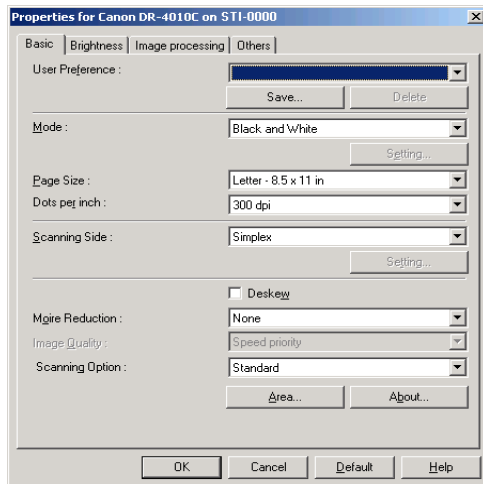 Properties for Canon DR-4010C on STI-0000
Basic Brightness Image processing Others
User Preference :
Save... Delete
Mode : Black and White
Setting...
Page Size : Letter - 8.5 x 11 in
Dots per inch : 300 dpi
Scanning Side : Simplex
Setting...
Deskew
Moire Reduction : None
Image Quality : Speed priority
Scanning Option : Standard
Area... About...
OK Cancel Default Help